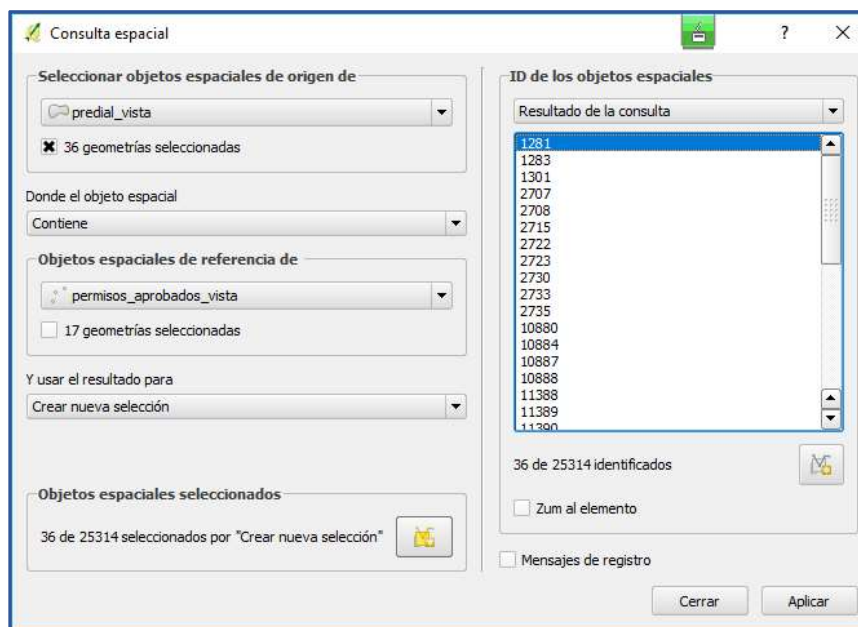 Consulta espacial
?
Seleccionar objetos espaciales de origen de
predial_vista
36 geometrías seleccionadas
Donde el objeto espacial
Contiene
Objetos espaciales de referencia de
permisos_aprobados_vista
17 geometrías seleccionadas
Y usar el resultado para
Crear nueva selección
Objetos espaciales seleccionados
36 de 25314 seleccionados por "Crear nueva selección"
ID de los objetos espaciales
Resultado de la consulta
1281
1283
1301
2707
2708
2715
2722
2723
2730
2733
2735
10880
10884
10887
10888
11388
11389
11390
36 de 25314 identificados
Zum al elemento
Mensajes de registro
Cerrar
Aplicar